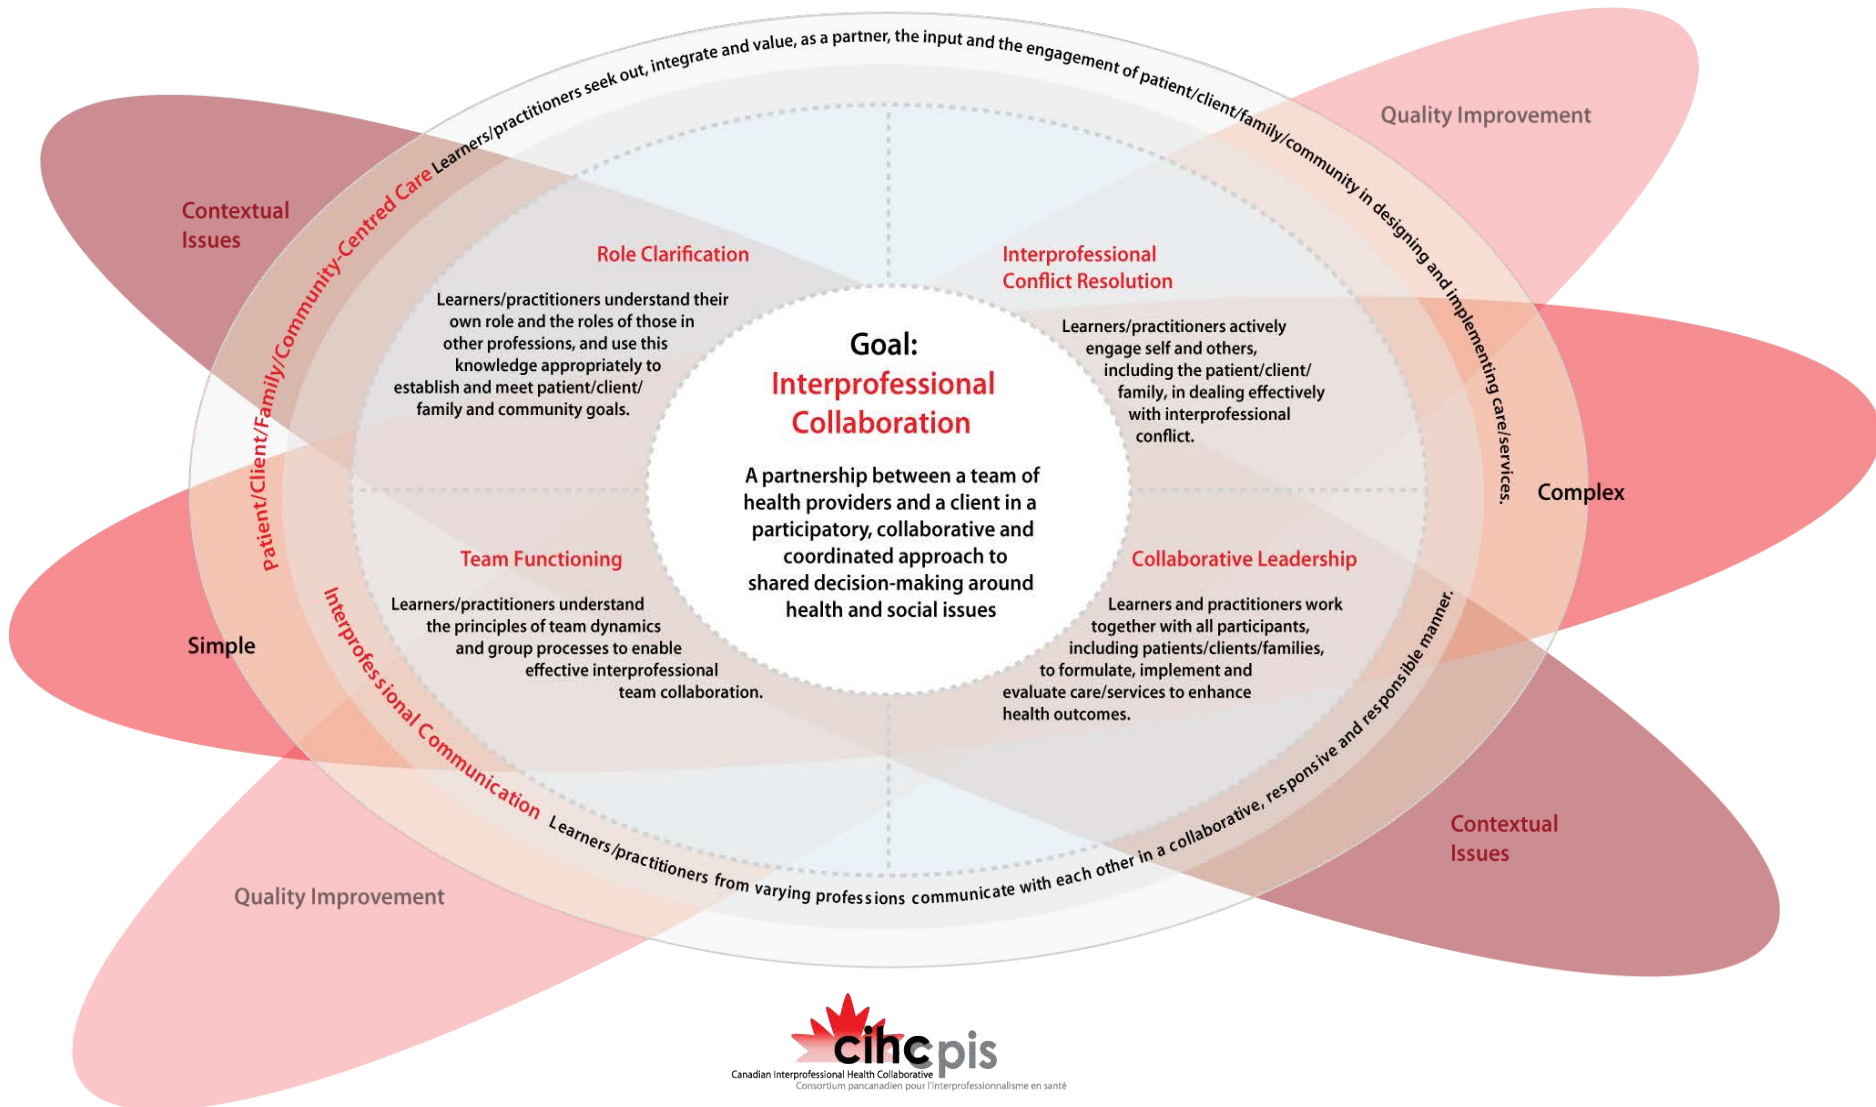 Patient/Client/Family/Community-Centred Care Learners/practitioners seek out, integrate and value, as a partner, the input and the engagement of patient/client/family/community in designing and implementing care/services.
Quality Improvement
Contextual
Issues
Role Clarification
Learners/practitioners understand their
own role and the roles of those in
other professions, and use this
knowledge appropriately to
establish and meet patient/client/
family and community goals.
Interprofessional
Conflict Resolution
Learners/practitioners actively
engage self and others,
including the patient/client/
family, in dealing effectively
with interprofessional
conflict.
Goal:
Interprofessional
Collaboration
A partnership between a team of
health providers and a client in a
participatory, collaborative and
coordinated approach to
shared decision-making around
health and social issues
Complex
Simple
Team Functioning
Learners/practitioners understand
the principles of team dynamics
and group processes to enable
effective interprofessional
team collaboration.
Collaborative Leadership
Learners and practitioners work
together with all participants,
including patients/clients/families,
to formulate, implement and
evaluate care/services to enhance
health outcomes.
Interprofessional Communication Learners/practitioners from varying professions communicate with each other in a collaborative, responsive and responsible manner.
Contextual
Issues
Quality Improvement
cihccpis
Canadian Interprofessional Health Collaborative
Consortium pancanadien pour l'interprofessionnalisme en santé